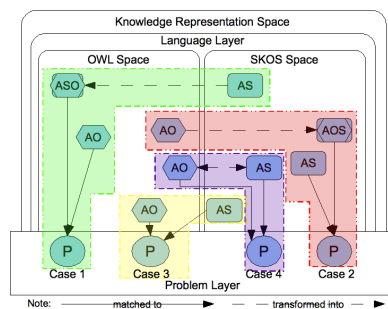 Knowledge Representation Space
Language Layer
OWL Space SKOS Space
ASO AS
AO AO AOS
AO AS AS
AO AS
P P P P
Case 1 Case 3 Case 4 Case 2
Problem Layer
Note: matched to transformed into